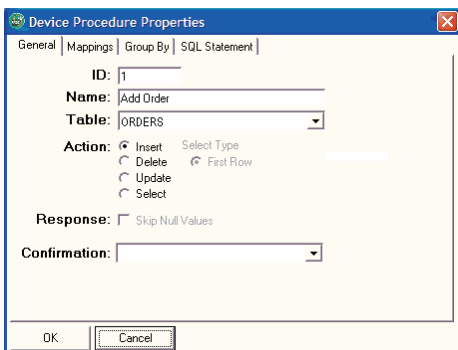 Device Procedure Properties
General Mappings Group By SQL Statement
ID: 1
Name: Add Order
Table: ORDERS
Action: Insert Select Type
Delete First Row
Update
Select
Response: Skip Null Values
Confirmation:
OK Cancel